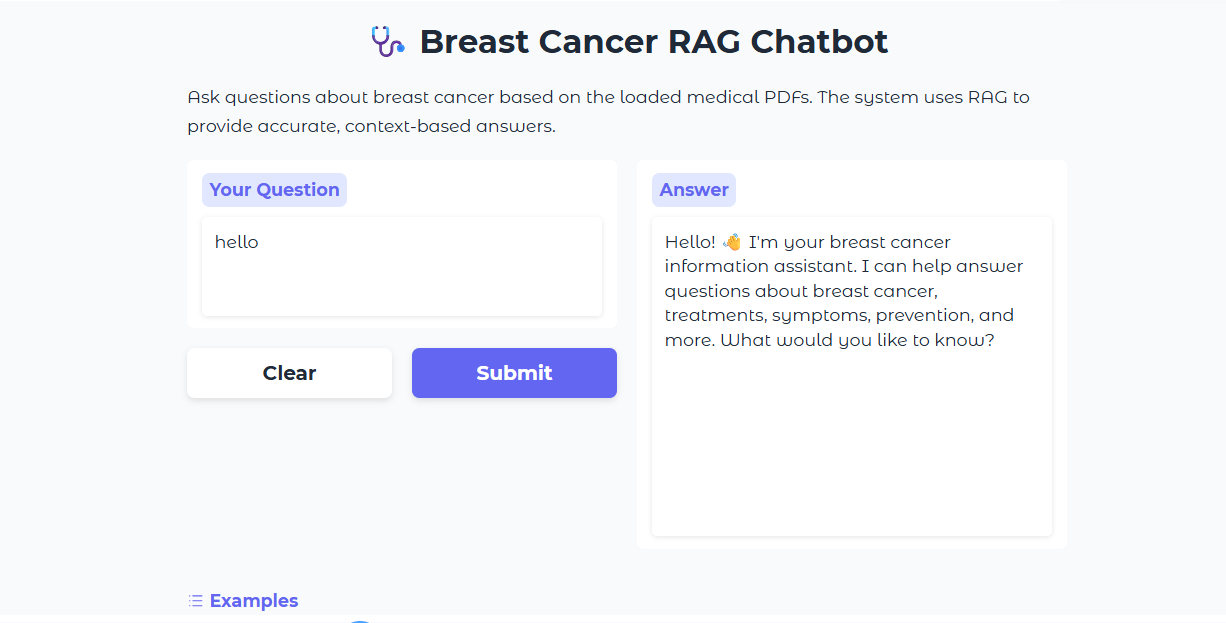 Breast Cancer RAG Chatbot
Ask questions about breast cancer based on the loaded medical PDFs. The system uses RAG to
provide accurate, context-based answers.
Your Question
hello
Clear
Submit
Answer
Hello! 👋 I'm your breast cancer
information assistant. I can help answer
questions about breast cancer,
treatments, symptoms, prevention, and
more. What would you like to know?
Examples